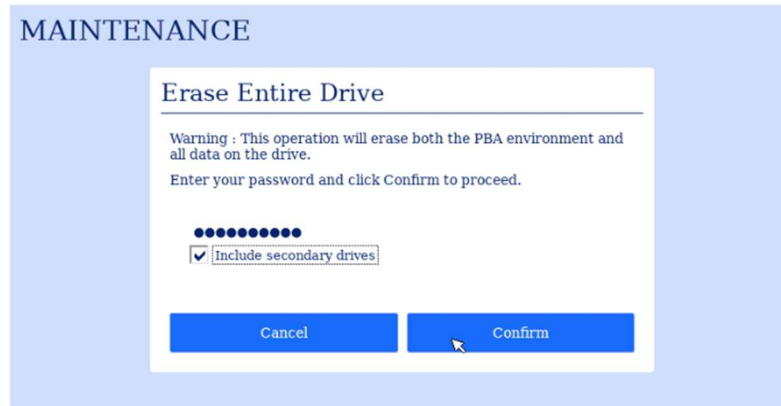 MAINTENANCE
Erase Entire Drive
Warning : This operation will erase both the PBA environment and
all data on the drive.
Enter your password and click Confirm to proceed.
●●●●●●●●●●
Include secondary drives
Cancel
Confirm